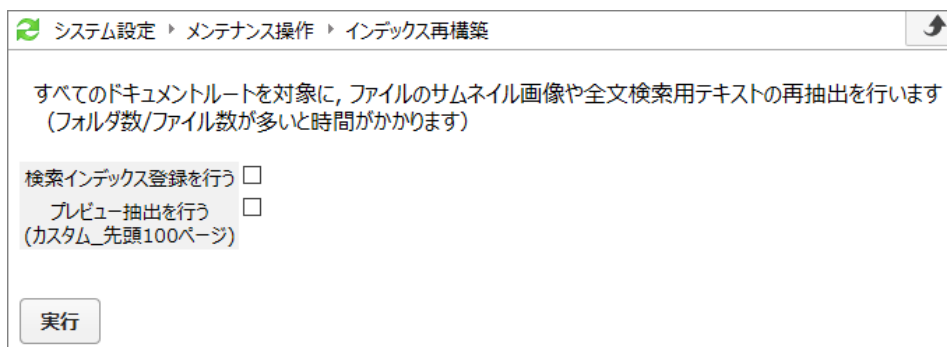 システム設定 ▸ メンテナンス操作 ▸ インデックス再構築
すべてのドキュメントルートを対象に, ファイルのサムネイル画像や全文検索用テキストの再抽出を行います
（フォルダ数/ファイル数が多いと時間がかかります）
検索インデックス登録を行う
プレビュー抽出を行う
(カスタム_先頭100ページ)
実行